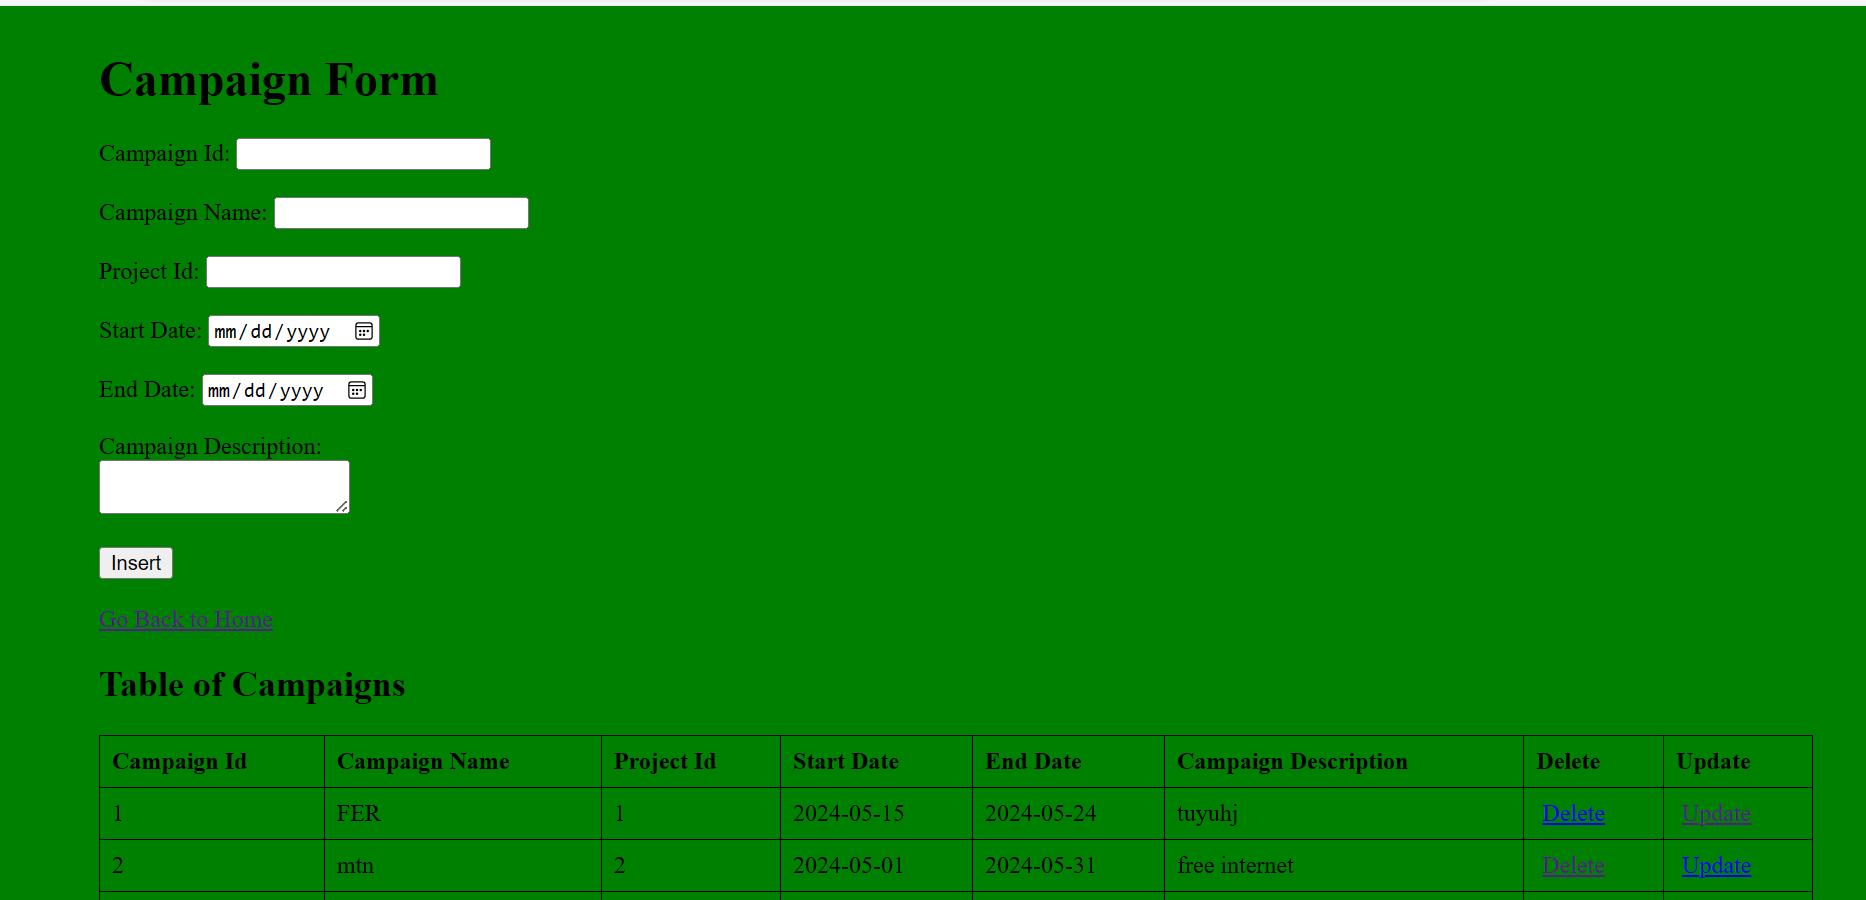 Campaign Form
Campaign Id:
Campaign Name:
Project Id:
Start Date: mm/dd/yyyy
End Date: mm/dd/yyyy
Campaign Description:
Insert
Go Back to Home
Table of Campaigns
Campaign Id Campaign Name Project Id Start Date End Date Campaign Description Delete Update
1 FER 1 2024-05-15 2024-05-24 tuyuhj Delete Update
2 mtn 2 2024-05-01 2024-05-31 free internet Delete Update